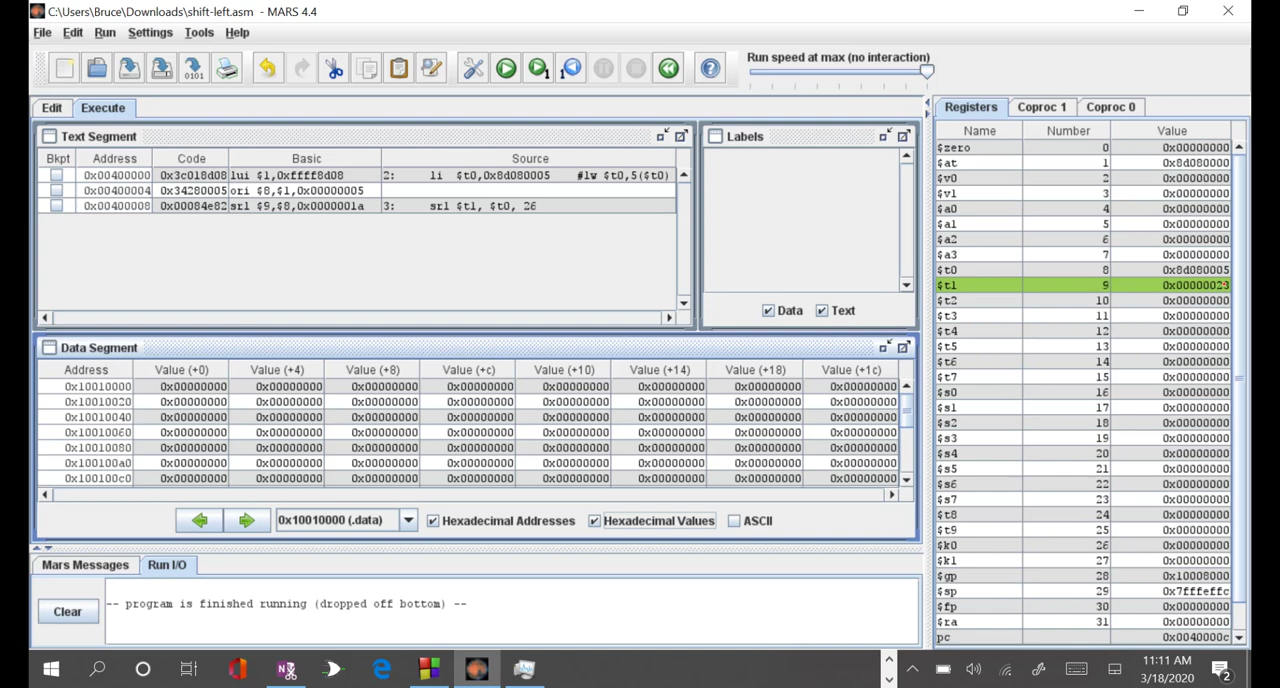 C:\Users\Bruce\Downloads\shift-left.asm - MARS 4.4
File Edit Run Settings Tools Help
Run speed at max (no interaction)
Edit Execute
Text Segment
Bkpt Address Code Basic Source
0x00400000 0x3c018d08 lui $1,0xffff8d08 2: li $t0,0x8d080005 #lw $t0,5($t0)
0x00400004 0x34280005 ori $8,$1,0x00000005
0x00400008 0x00084e82 srl $9,$8,0x0000001a 3: srl $t1, $t0, 26
Labels
Data Text
Data Segment
Address Value (+0) Value (+4) Value (+8) Value (+c) Value (+10) Value (+14) Value (+18) Value (+1c)
0x10010000 0x00000000 0x00000000 0x00000000 0x00000000 0x00000000 0x00000000 0x00000000 0x00000000
0x10010020 0x00000000 0x00000000 0x00000000 0x00000000 0x00000000 0x00000000 0x00000000 0x00000000
0x10010040 0x00000000 0x00000000 0x00000000 0x00000000 0x00000000 0x00000000 0x00000000 0x00000000
0x10010060 0x00000000 0x00000000 0x00000000 0x00000000 0x00000000 0x00000000 0x00000000 0x00000000
0x10010080 0x00000000 0x00000000 0x00000000 0x00000000 0x00000000 0x00000000 0x00000000 0x00000000
0x100100a0 0x00000000 0x00000000 0x00000000 0x00000000 0x00000000 0x00000000 0x00000000 0x00000000
0x100100c0 0x00000000 0x00000000 0x00000000 0x00000000 0x00000000 0x00000000 0x00000000 0x00000000
0x10010000 (.data) Hexadecimal Addresses Hexadecimal Values ASCII
Mars Messages Run I/O
Clear
-- program is finished running (dropped off bottom) --
Registers Coproc 1 Coproc 0
Name Number Value
$zero 0 0x00000000
$at 1 0x8d080000
$v0 2 0x00000000
$v1 3 0x00000000
$a0 4 0x00000000
$a1 5 0x00000000
$a2 6 0x00000000
$a3 7 0x00000000
$t0 8 0x8d080005
$t1 9 0x00000023
$t2 10 0x00000000
$t3 11 0x00000000
$t4 12 0x00000000
$t5 13 0x00000000
$t6 14 0x00000000
$t7 15 0x00000000
$s0 16 0x00000000
$s1 17 0x00000000
$s2 18 0x00000000
$s3 19 0x00000000
$s4 20 0x00000000
$s5 21 0x00000000
$s6 22 0x00000000
$s7 23 0x00000000
$t8 24 0x00000000
$t9 25 0x00000000
$k0 26 0x00000000
$k1 27 0x00000000
$gp 28 0x10008000
$sp 29 0x7fffeffc
$fp 30 0x00000000
$ra 31 0x00000000
pc 0x0040000c
11:11 AM
3/18/2020
2